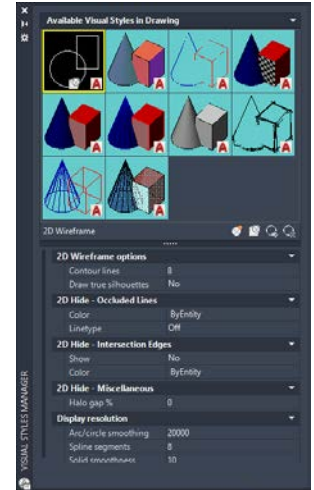 Available Visual Styles in Drawing
2D Wireframe
2D Wireframe options
Contour lines 8
Draw true silhouettes No
2D Hide - Occluded Lines
Color ByEntity
Linetype Off
2D Hide - Intersection Edges
Show No
Color ByEntity
2D Hide - Miscellaneous
Halo gap % 0
Display resolution
Arc/circle smoothing 20000
Spline segments 8
Solid smoothness 10
VISUAL STYLES MANAGER